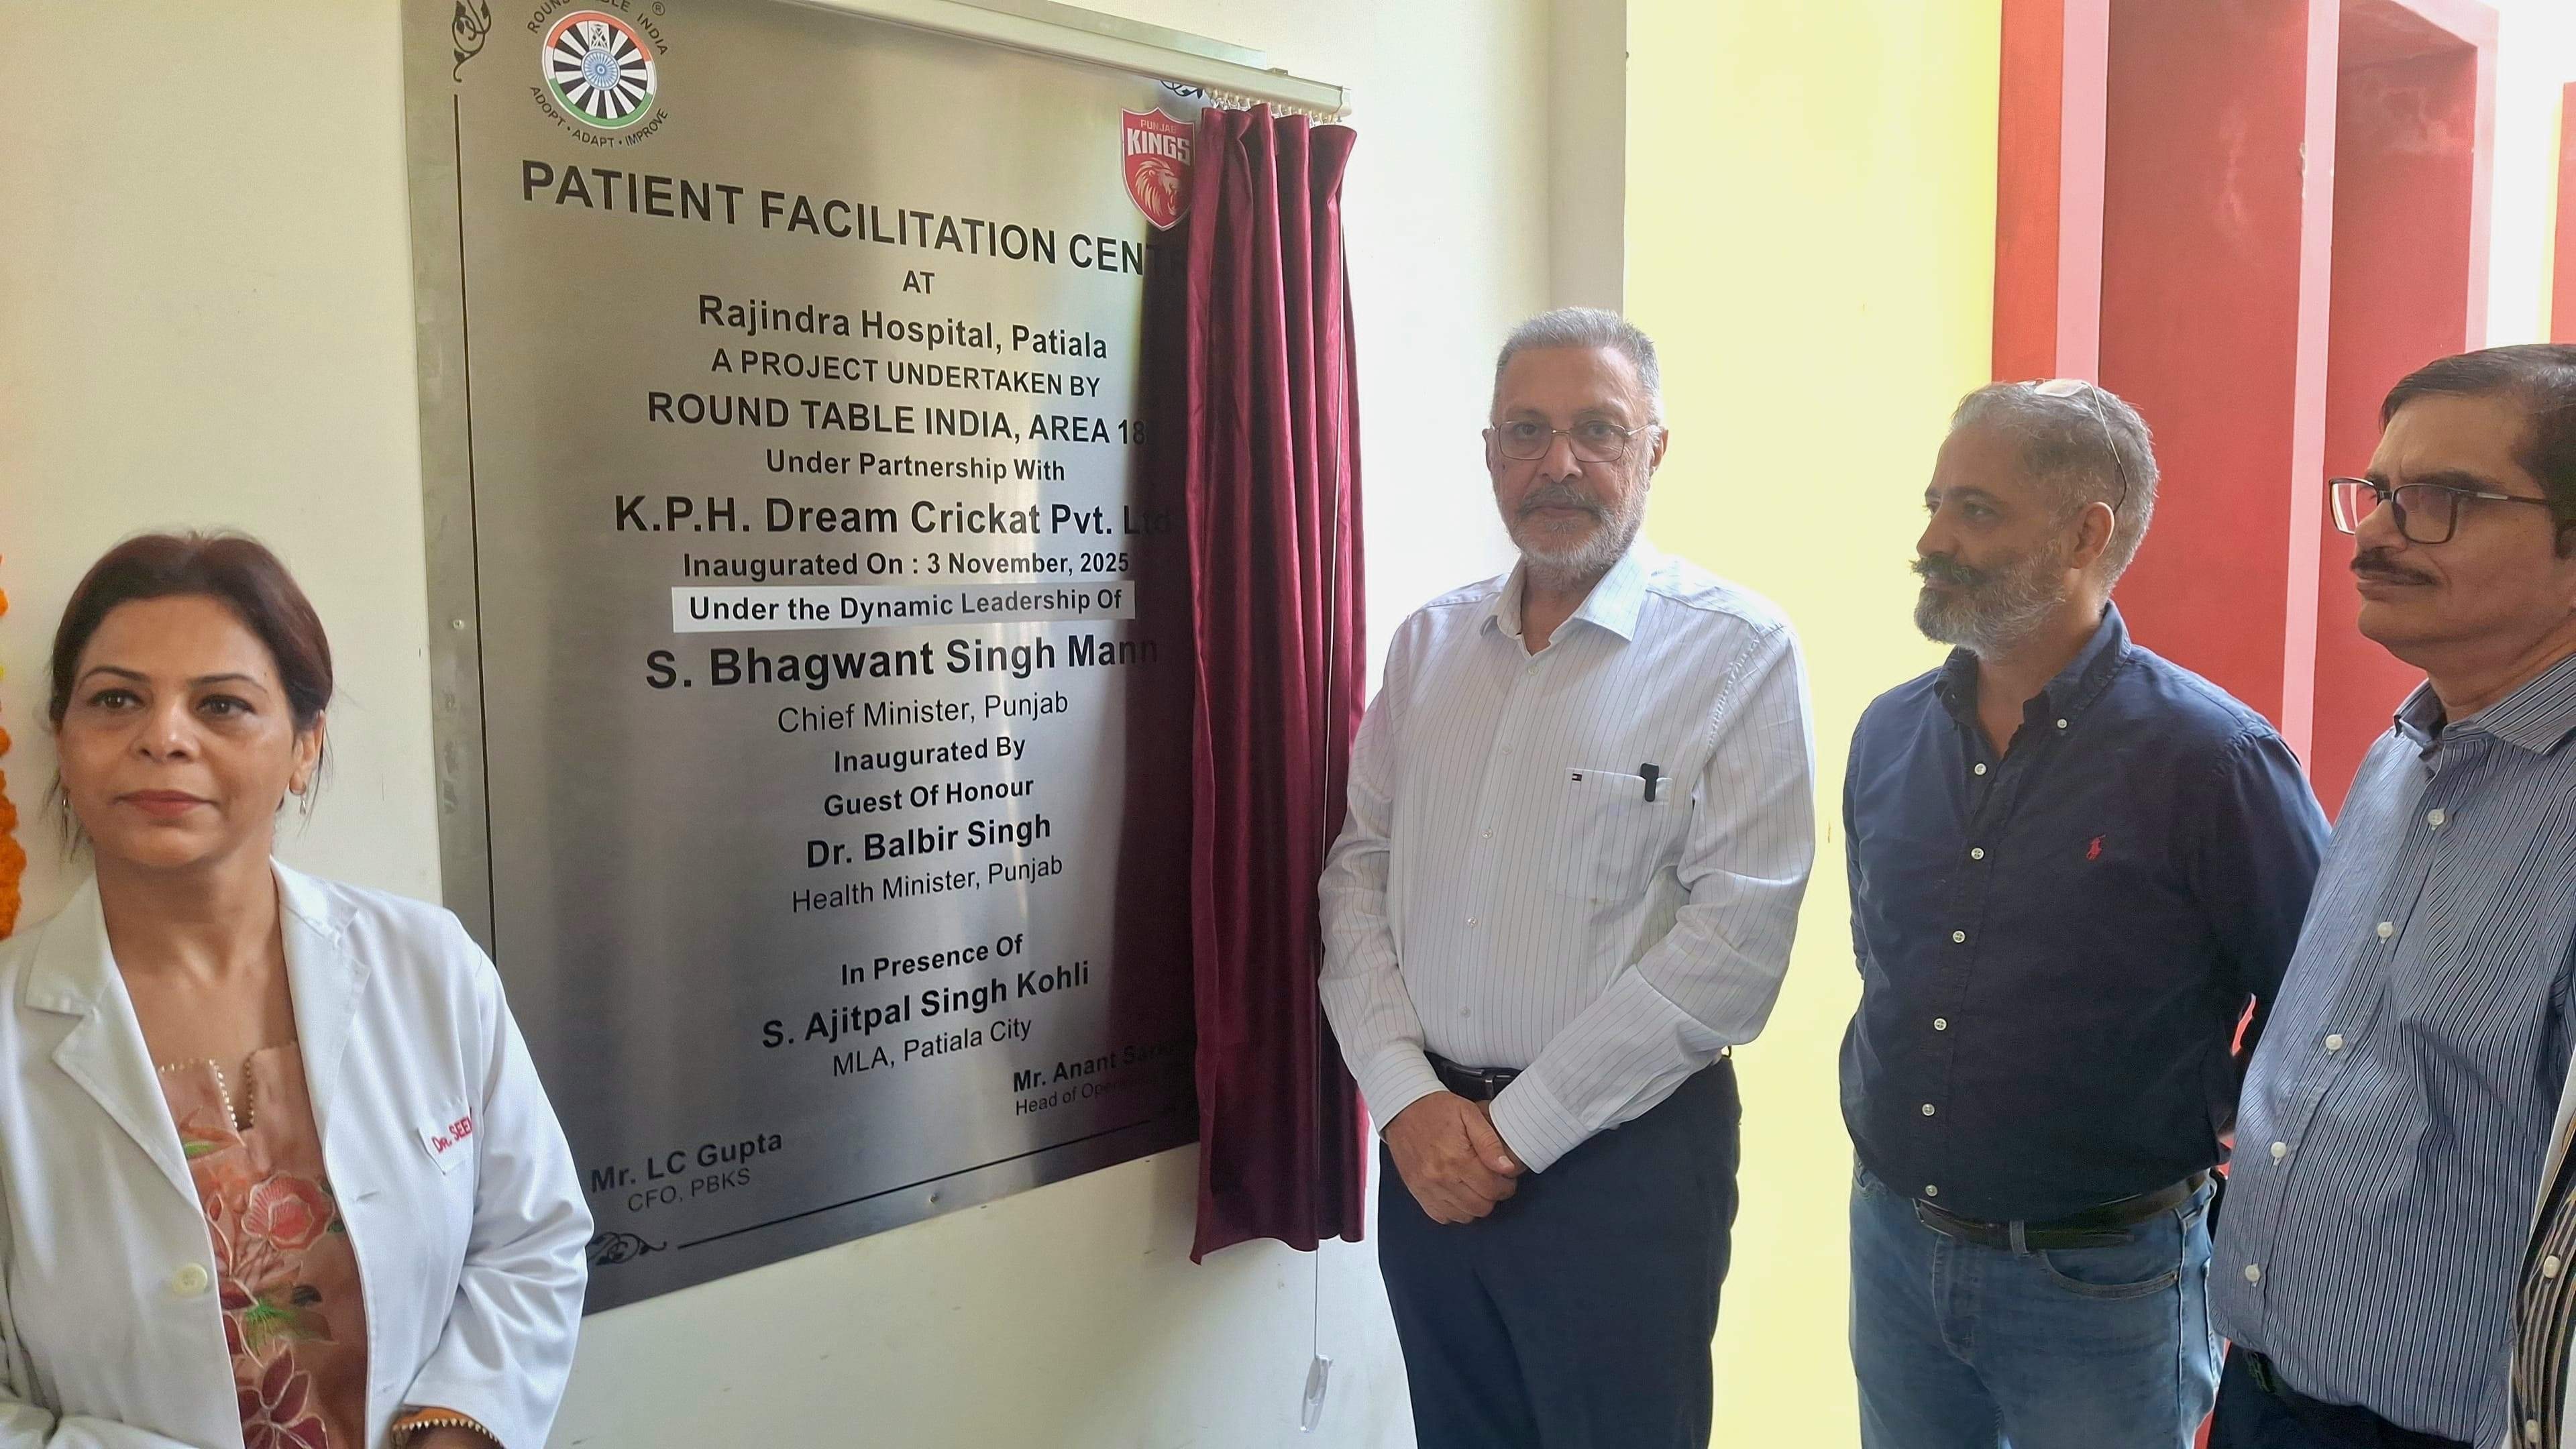 ROUND TABLE INDIA
ADOPT • ADAPT • IMPROVE
PUNJAB
KINGS
PATIENT FACILITATION
AT
Rajindra Hospital, Patiala
A PROJECT UNDERTAKEN BY
ROUND TABLE INDIA, AREA 18
Under Partnership With
K.P.H. Dream Crickat Pvt. Ltd
Inaugurated On : 3 November, 2025
Under the Dynamic Leadership Of
S. Bhagwant Singh Mann
Chief Minister, Punjab
Inaugurated By
Guest Of Honour
Dr. Balbir Singh
Health Minister, Punjab
In Presence Of
S. Ajitpal Singh Kohli
MLA, Patiala City
Mr. Anant
Head of
Mr. LC Gupta
CFO, PBKS
Dr.